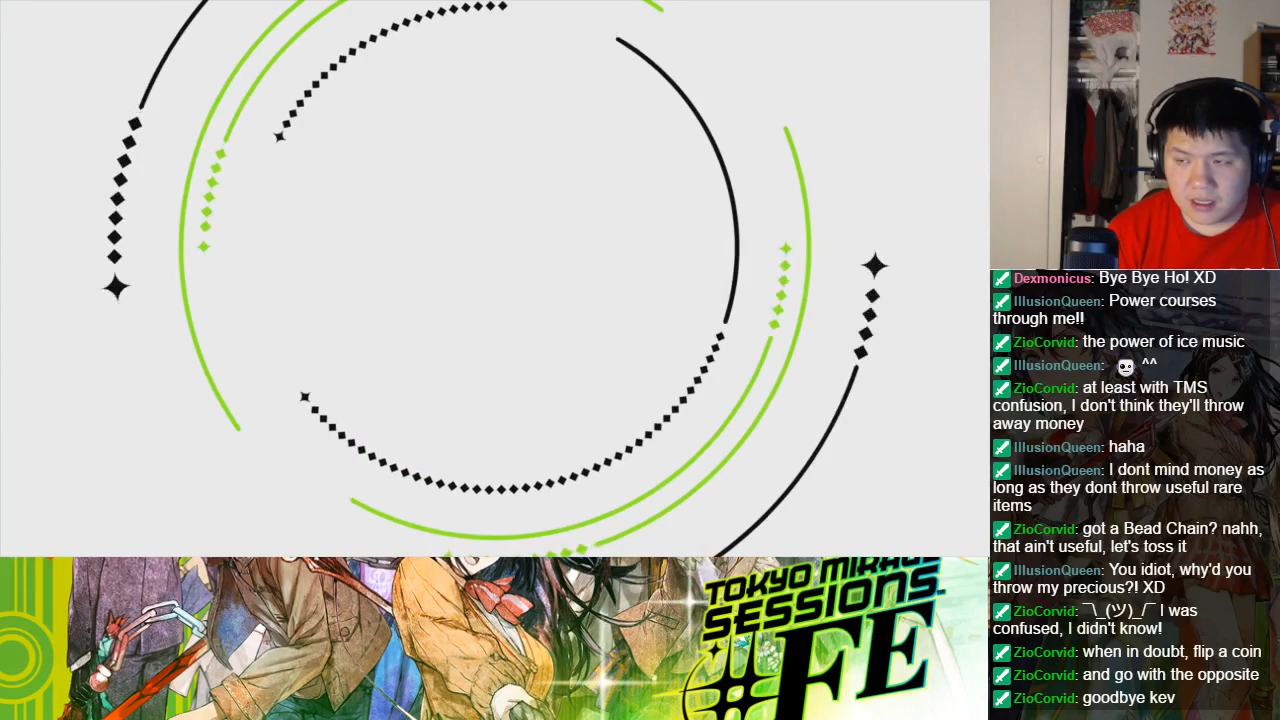 Dexmonicus: Bye Bye Ho! XD
IllusionQueen: Power courses
through me!!
ZioCorvid: the power of ice music
IllusionQueen: ^^
ZioCorvid: at least with TMS
confusion, I don't think they'll throw
away money
IllusionQueen: haha
IllusionQueen: I dont mind money as
long as they dont throw useful rare
items
ZioCorvid: got a Bead Chain? nahh,
that ain't useful, let's toss it
IllusionQueen: You idiot, why'd you
throw my precious?! XD
ZioCorvid: ¯\_(ツ)_/¯ I was
confused, I didn't know!
ZioCorvid: when in doubt, flip a coin
ZioCorvid: and go with the opposite
ZioCorvid: goodbye kev
TOKYO MIRAGE
SESSIONS
#FE